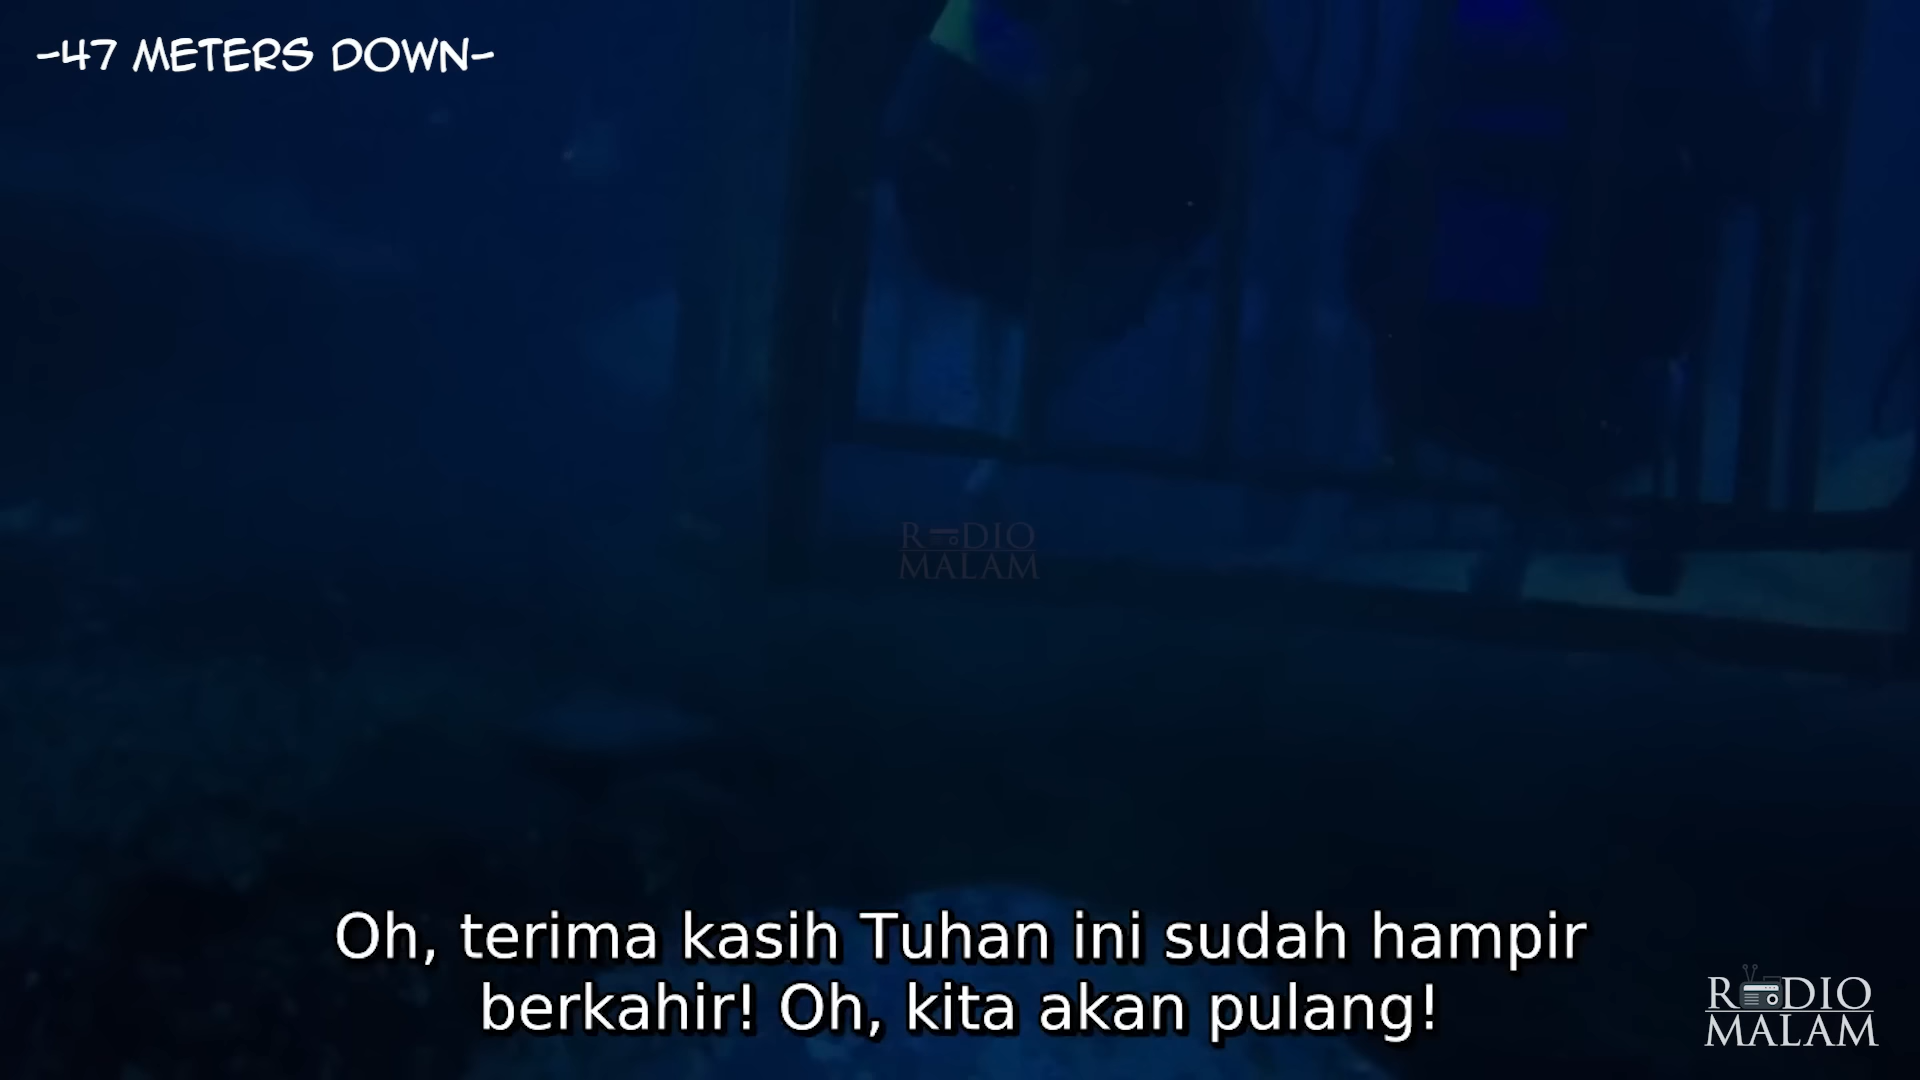 -47 METERS DOWN-
RADIO
MALAM
Oh, terima kasih Tuhan ini sudah hampir
berkahir! Oh, kita akan pulang!
RADIO
MALAM